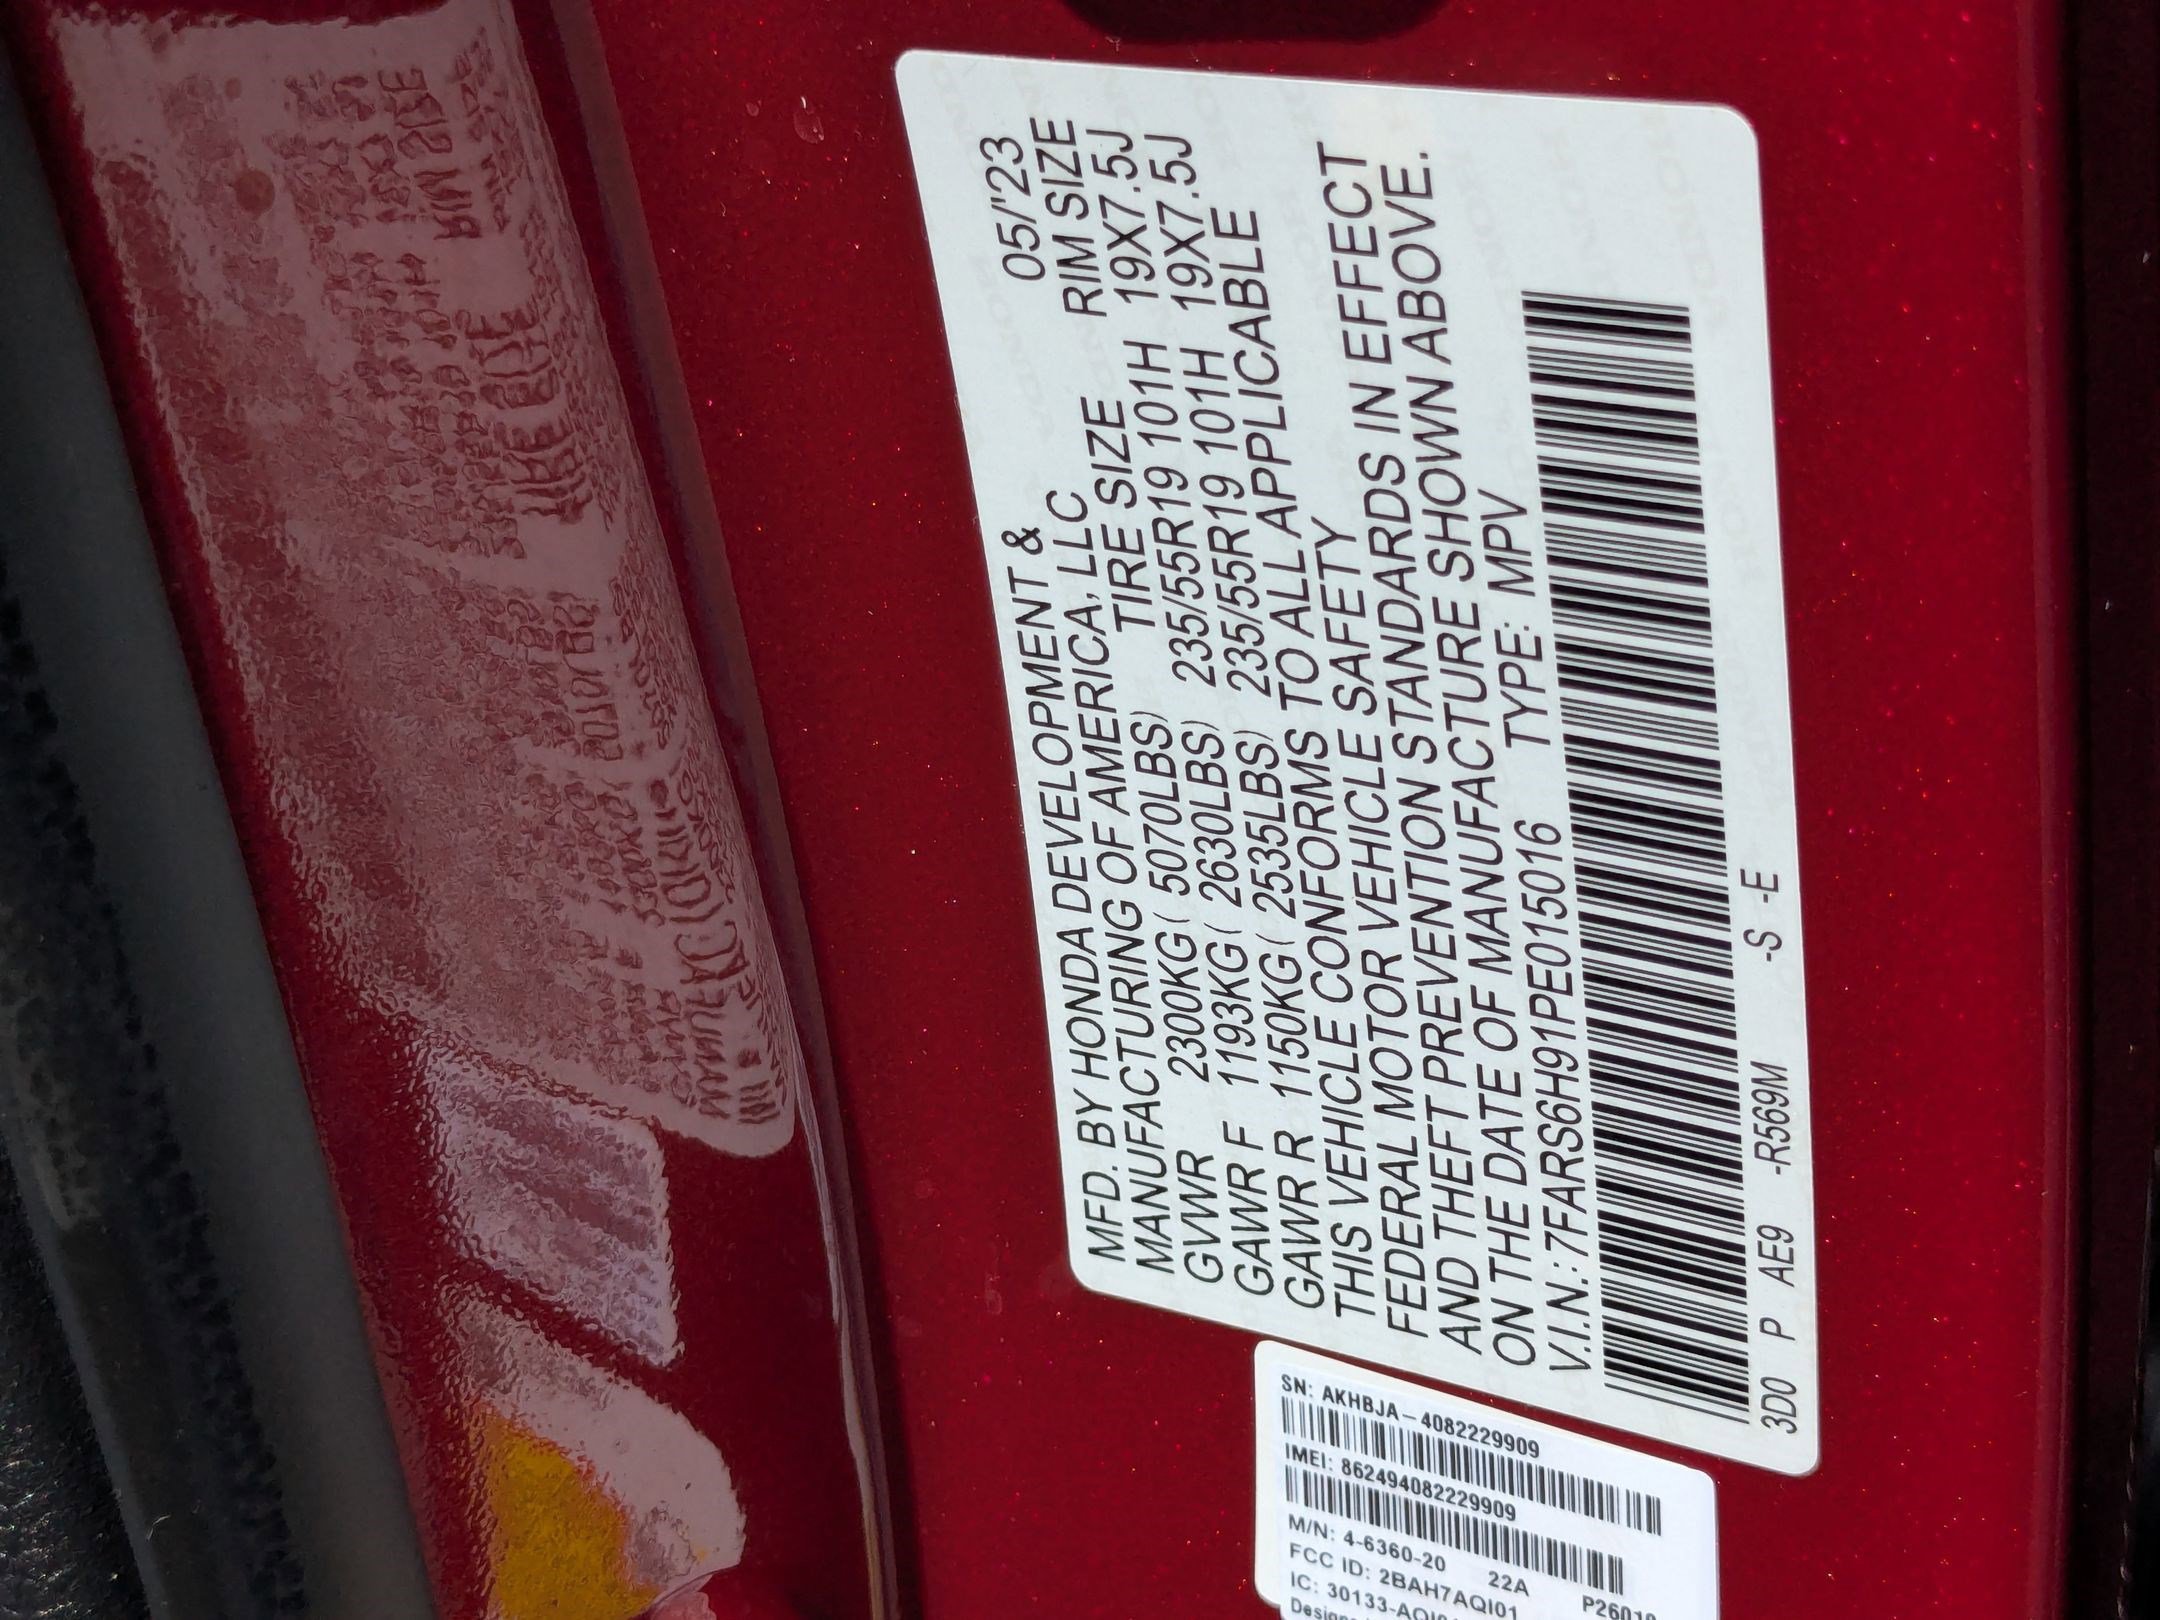 MFD. BY HONDA DEVELOPMENT & 05/'23
MANUFACTURING OF AMERICA, LLC RIM SIZE
TIRE SIZE
GVWR 2300KG( 5070LBS) 235/55R19 101H 19X7.5J
GAWR F 1193KG( 2630LBS) 235/55R19 101H 19X7.5J
GAWR R 1150KG( 2535LBS)
THIS VEHICLE CONFORMS TO ALL APPLICABLE
FEDERAL MOTOR VEHICLE SAFETY
AND THEFT PREVENTION STANDARDS IN EFFECT
ON THE DATE OF MANUFACTURE SHOWN ABOVE.
V.I.N.: 7FARS6H91PE015016 TYPE: MPV
3D0 P AE9 -R569M -S -E
SN: AKHBJA-4082229909
IMEI: 862494082229909
M/N: 4-6360-20 22A
FCC ID: 2BAH7AQI01 P26010
IC: 30133-AQI01